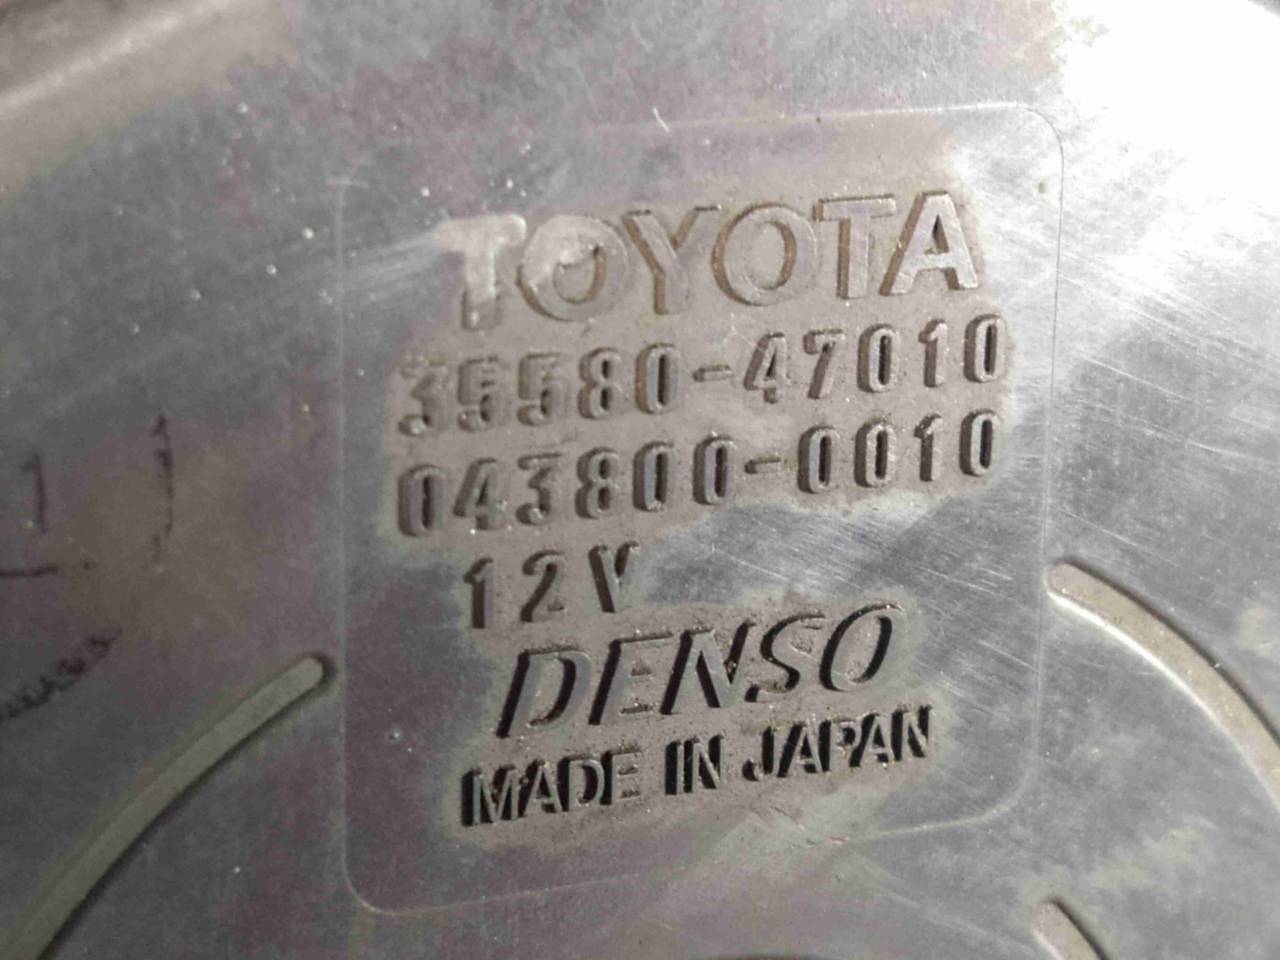 TOYOTA
35580-47010
043800-0010
12V
DENSO
MADE IN JAPAN